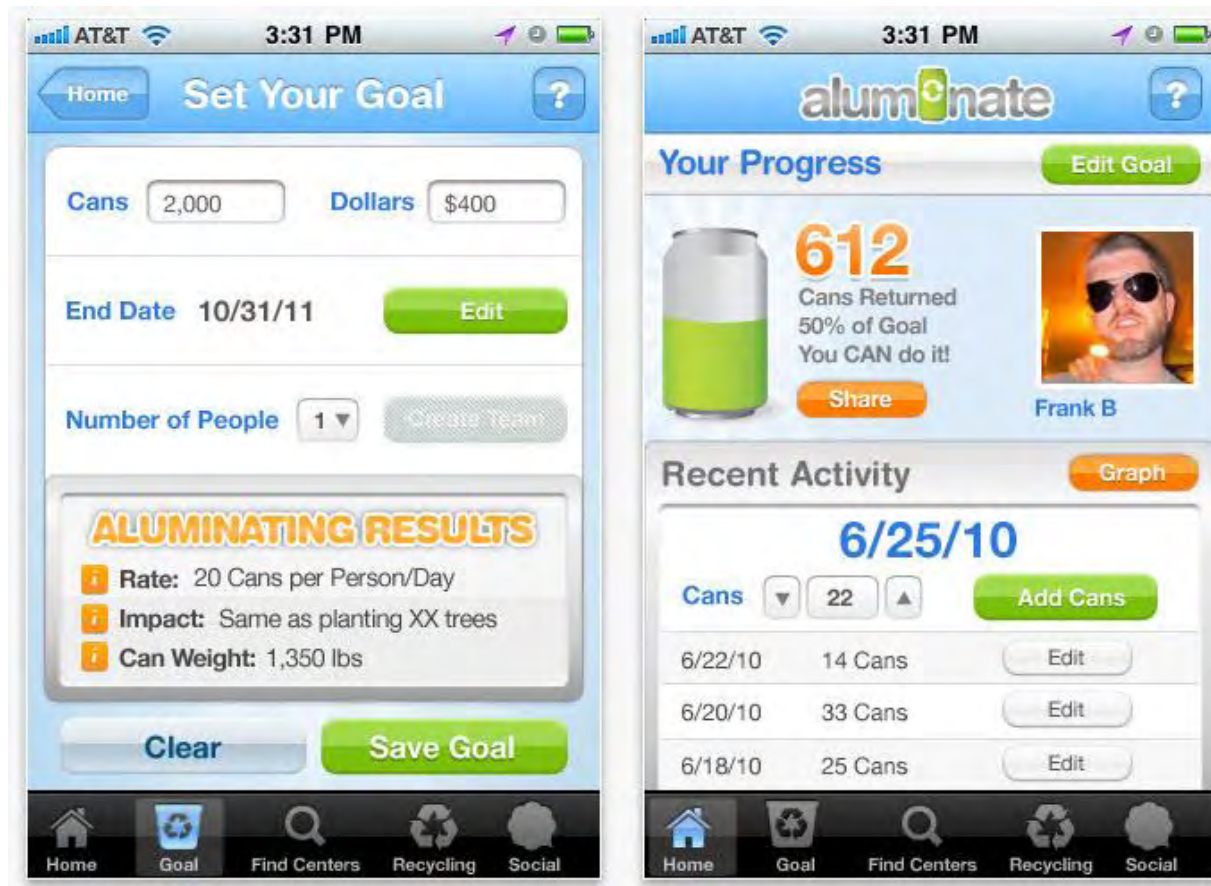 AT&T 3:31 PM
Home Set Your Goal ?
Cans 2,000 Dollars $400
End Date 10/31/11 Edit
Number of People 1 Create Team
ALUMINATING RESULTS
i Rate: 20 Cans per Person/Day
i Impact: Same as planting XX trees
i Can Weight: 1,350 lbs
Clear Save Goal
Home Goal Find Centers Recycling Social
AT&T 3:31 PM
aluminate ?
Your Progress Edit Goal
612
Cans Returned
50% of Goal
You CAN do it!
Share
Frank B
Recent Activity Graph
6/25/10
Cans 22 Add Cans
6/22/10 14 Cans Edit
6/20/10 33 Cans Edit
6/18/10 25 Cans Edit
Home Goal Find Centers Recycling Social